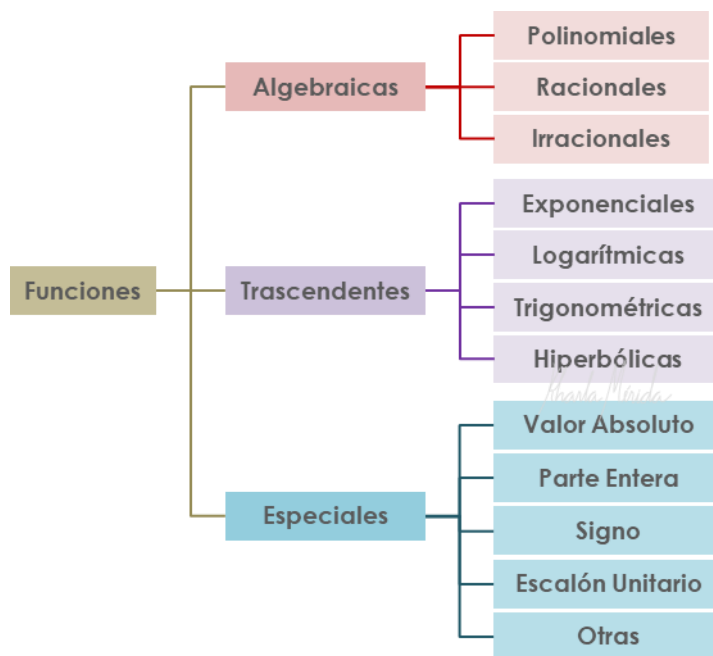 Funciones
Algebraicas
Polinomiales
Racionales
Irracionales
Trascendentes
Exponenciales
Logarítmicas
Trigonométricas
Hiperbólicas
Especiales
Valor Absoluto
Parte Entera
Signo
Escalón Unitario
Otras